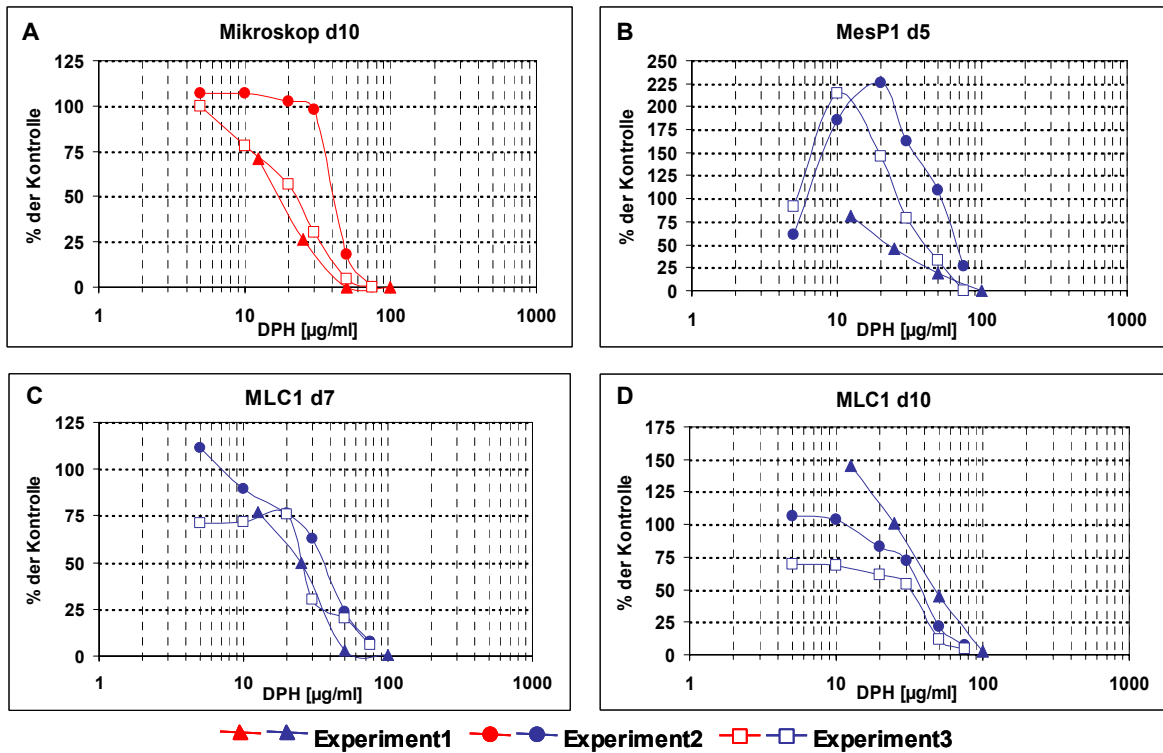 A
Mikroskop d10
% der Kontrolle
125
100
75
50
25
0
1 10 100 1000
DPH [µg/ml]
B
MesP1 d5
% der Kontrolle
250
225
200
175
150
125
100
75
50
25
0
1 10 100 1000
DPH [µg/ml]
C
MLC1 d7
% der Kontrolle
125
100
75
50
25
0
1 10 100 1000
DPH [µg/ml]
D
MLC1 d10
% der Kontrolle
175
150
125
100
75
50
25
0
1 10 100 1000
DPH [µg/ml]
Experiment1 Experiment2 Experiment3